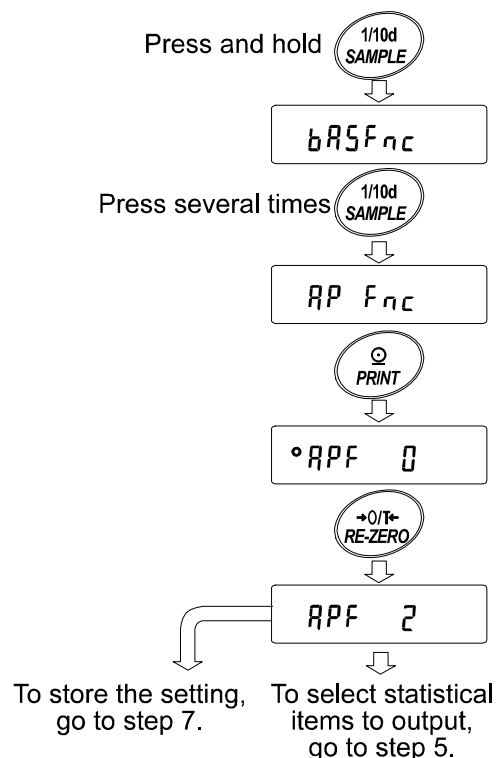 Press and hold
1/10d
SAMPLE
bASFnc
Press several times
1/10d
SAMPLE
AP Fnc
PRINT
APF 0
→0/T←
RE-ZERO
APF 2
To store the setting,
go to step 7.
To select statistical
items to output,
go to step 5.